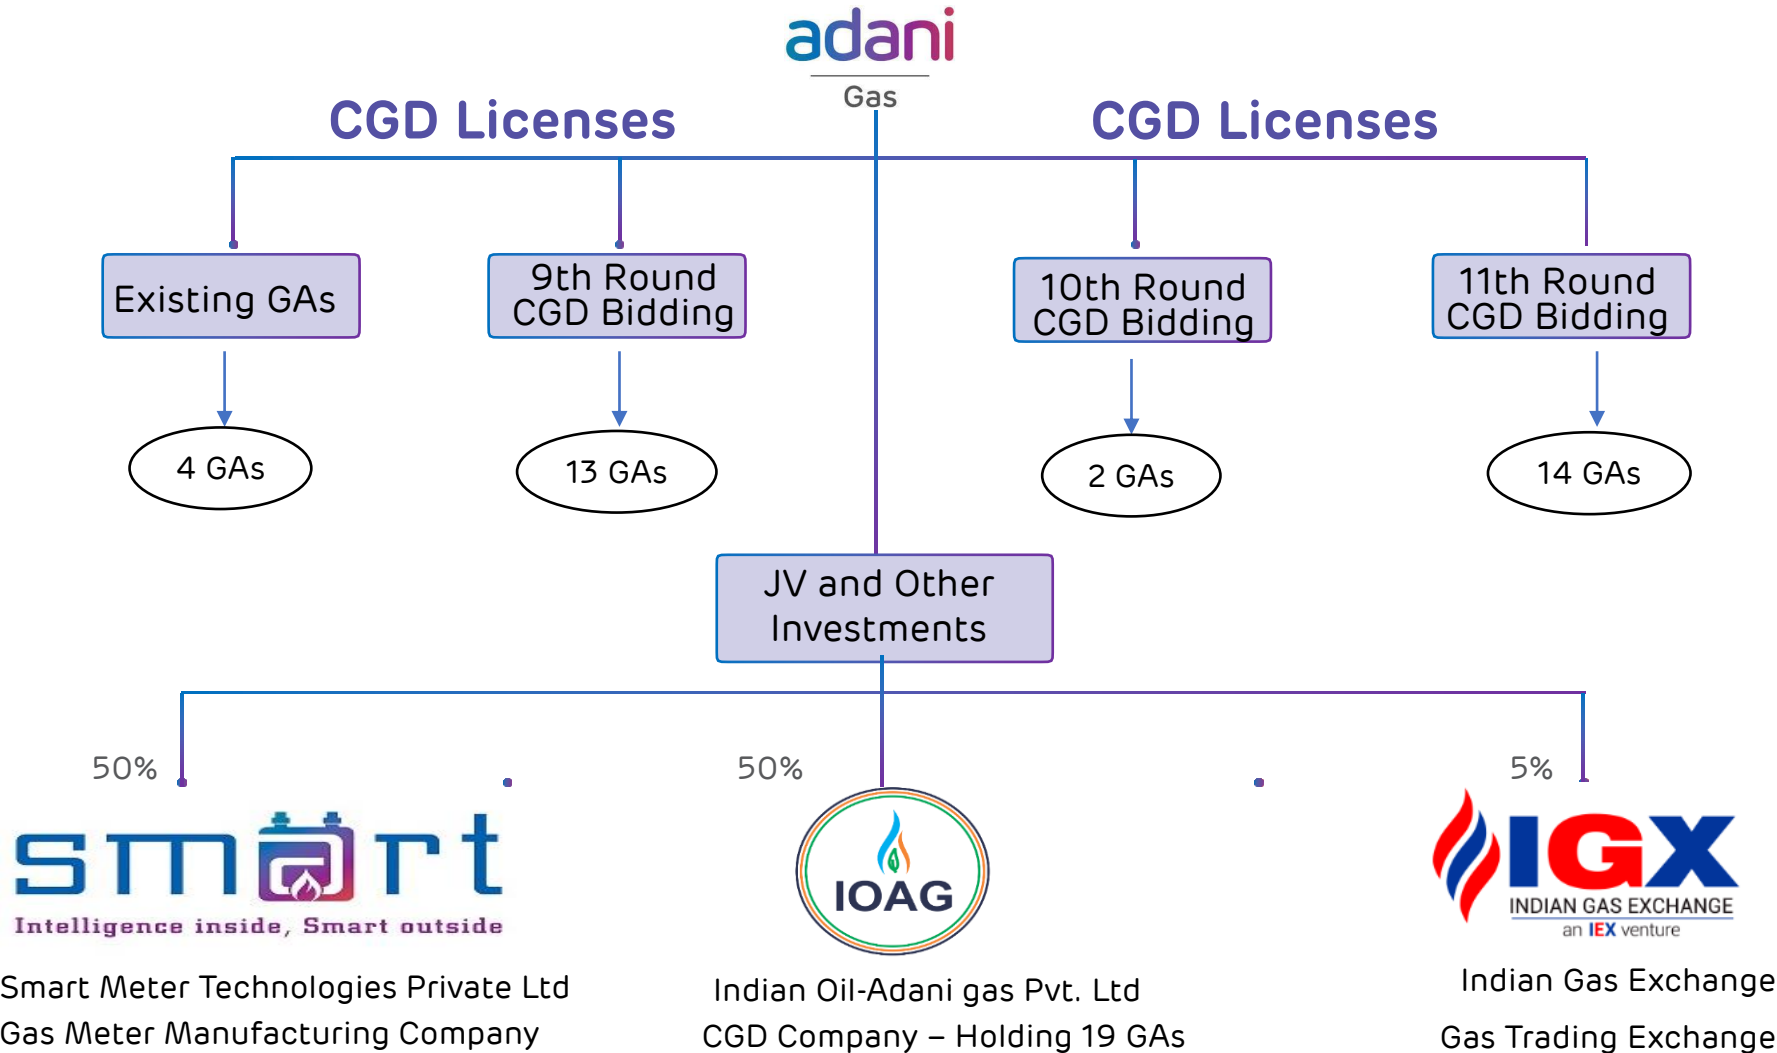 adani
Gas
CGD Licenses
CGD Licenses
Existing GAs
9th Round
CGD Bidding
10th Round
CGD Bidding
11th Round
CGD Bidding
4 GAs
13 GAs
2 GAs
14 GAs
JV and Other
Investments
50%
50%
5%
smart
Intelligence inside, Smart outside
IOAG
IGX
INDIAN GAS EXCHANGE
an IEX venture
Smart Meter Technologies Private Ltd
Gas Meter Manufacturing Company
Indian Oil-Adani gas Pvt. Ltd
CGD Company – Holding 19 GAs
Indian Gas Exchange
Gas Trading Exchange